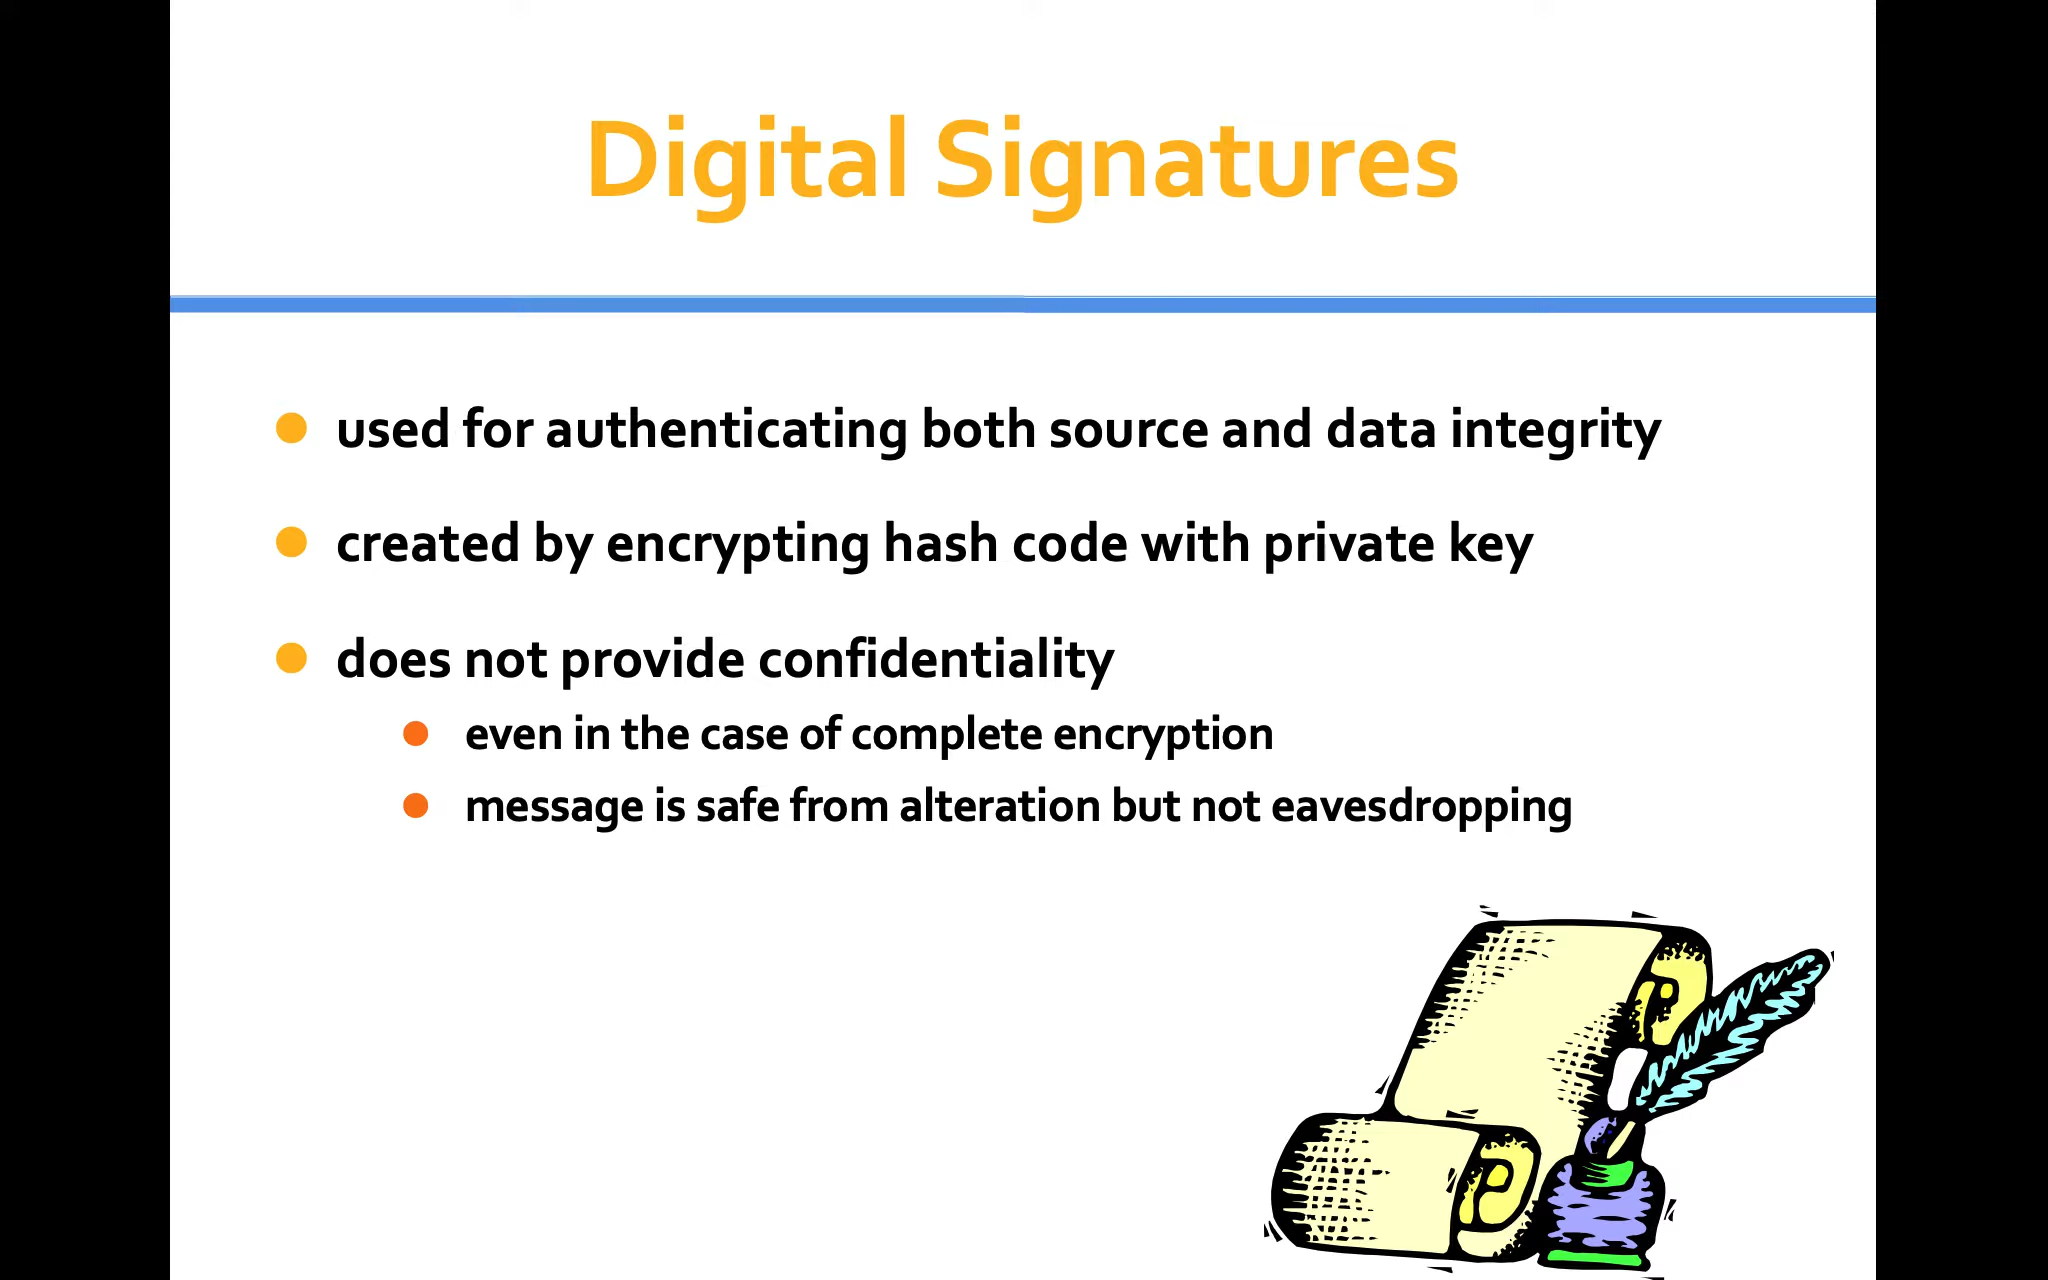 Digital Signatures
used for authenticating both source and data integrity
created by encrypting hash code with private key
does not provide confidentiality
even in the case of complete encryption
message is safe from alteration but not eavesdropping